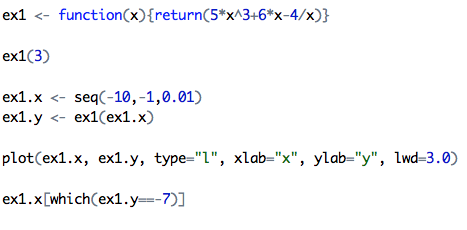 ex1 <- function(x){return(5*x^3+6*x-4/x)}
ex1(3)
ex1.x <- seq(-10,-1,0.01)
ex1.y <- ex1(ex1.x)
plot(ex1.x, ex1.y, type="l", xlab="x", ylab="y", lwd=3.0)
ex1.x[which(ex1.y==-7)]